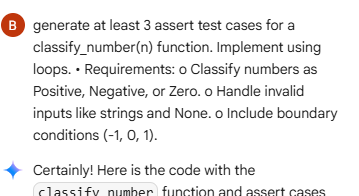 B
generate at least 3 assert test cases for a
classify_number(n) function. Implement using
loops. • Requirements: o Classify numbers as
Positive, Negative, or Zero. o Handle invalid
inputs like strings and None. o Include boundary
conditions (-1, 0, 1).
Certainly! Here is the code with the
classify_number function and assert cases